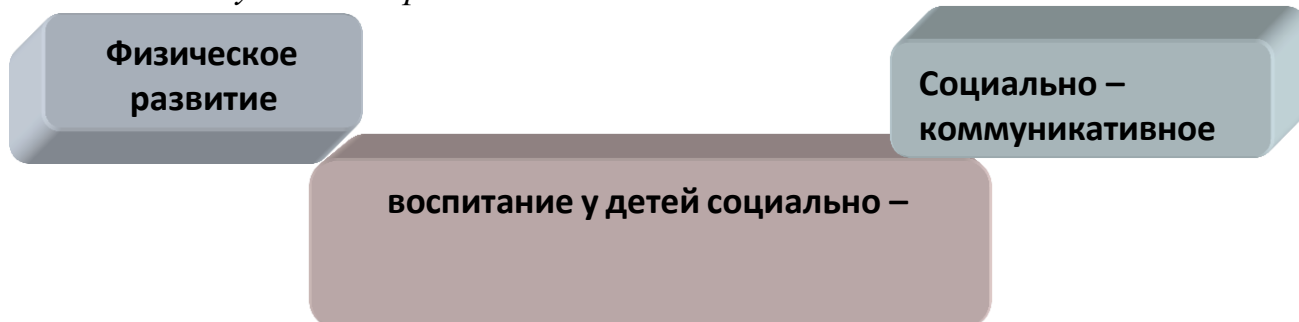 Физическое
развитие
Социально –
коммуникативное
воспитание у детей социально –